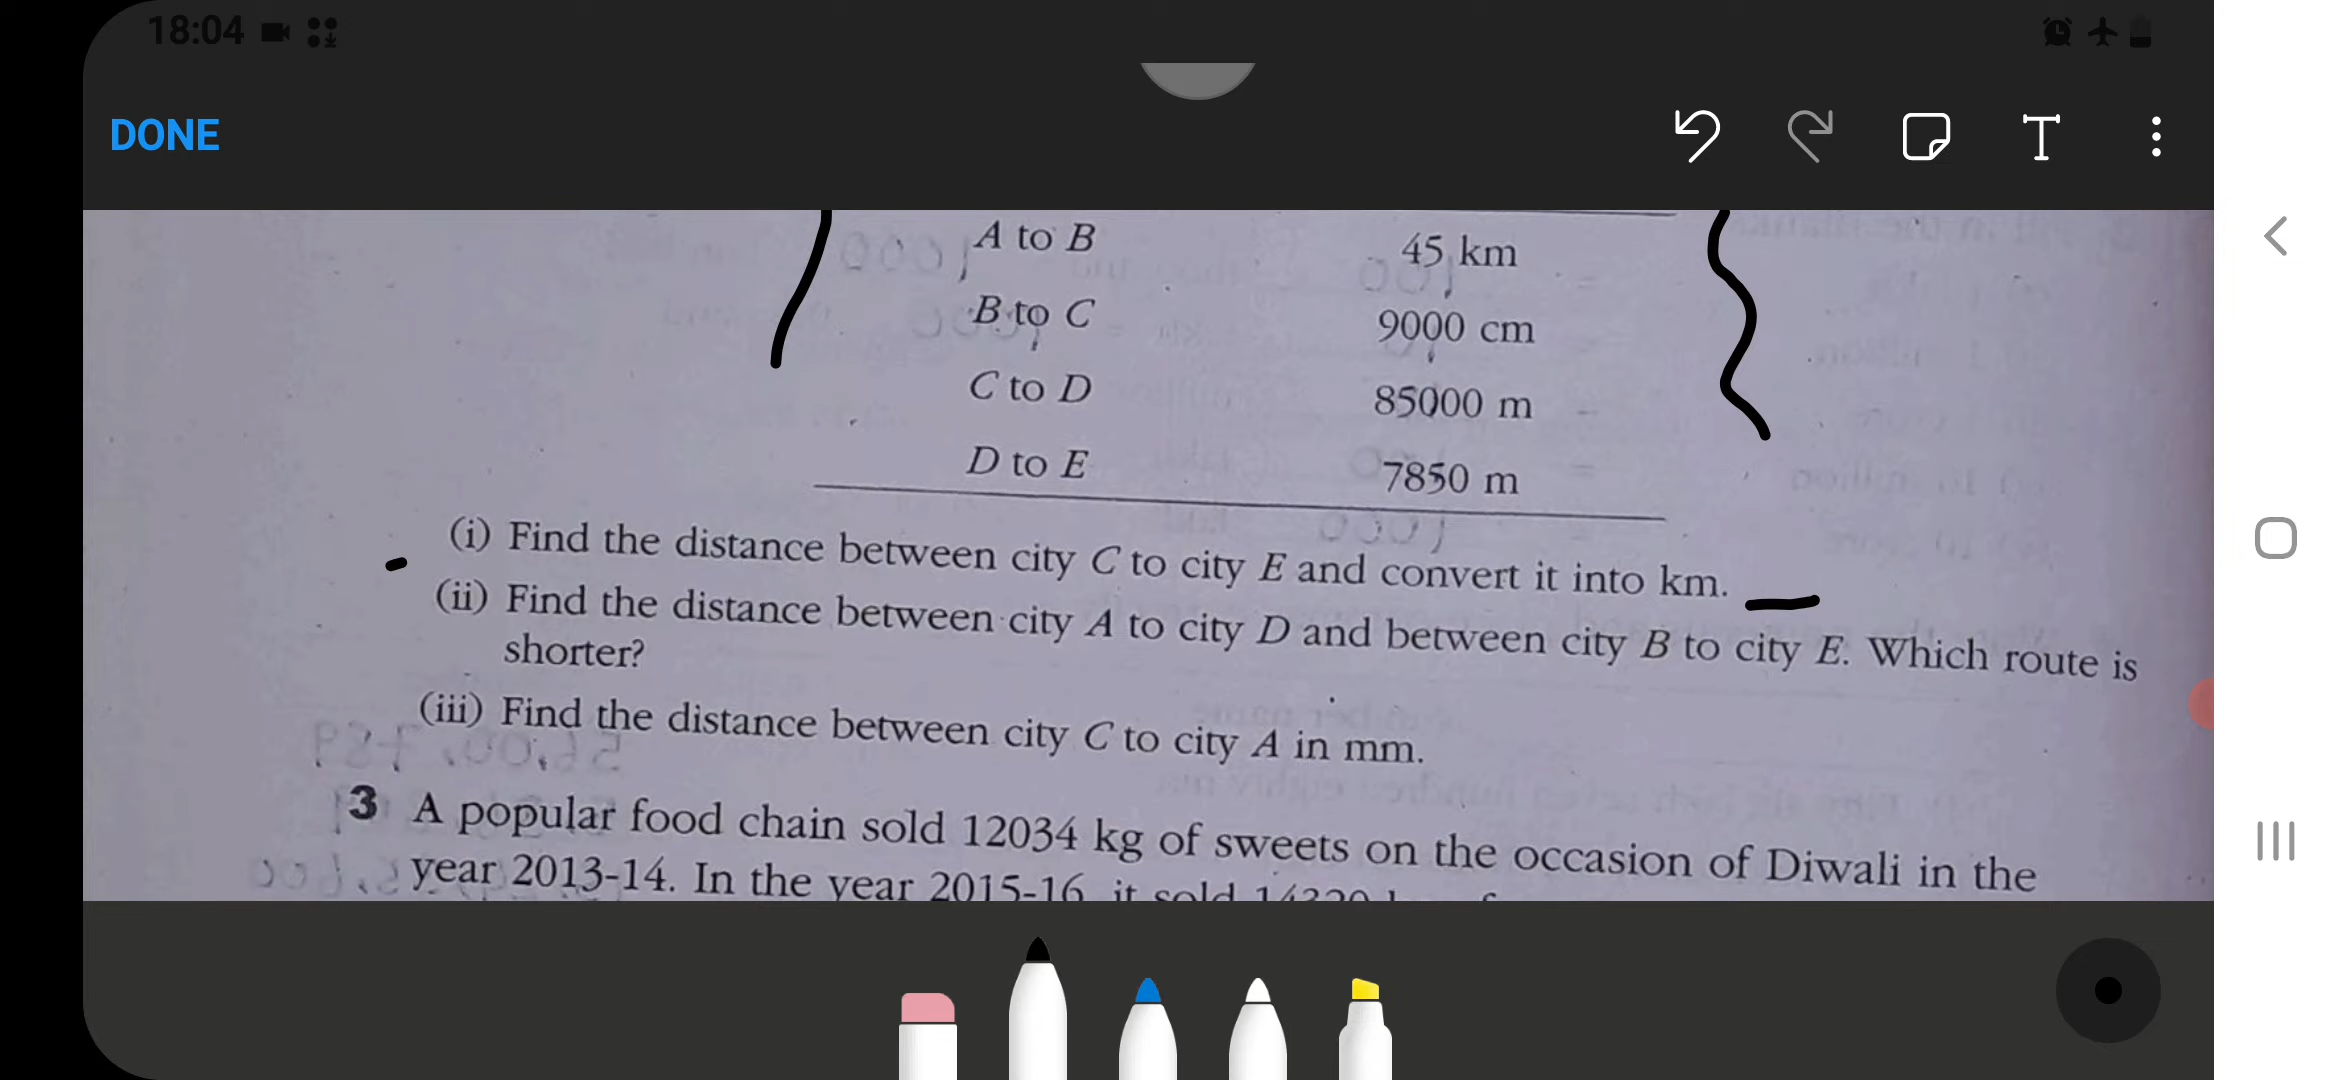 18:04
DONE
T
A to B 45 km
B to C 9000 cm
C to D 85000 m
D to E 7850 m
(i) Find the distance between city C to city E and convert it into km.
(ii) Find the distance between city A to city D and between city B to city E. Which route is
shorter?
(iii) Find the distance between city C to city A in mm.
3 A popular food chain sold 12034 kg of sweets on the occasion of Diwali in the
year 2013-14. In the year 2015-16, it sold